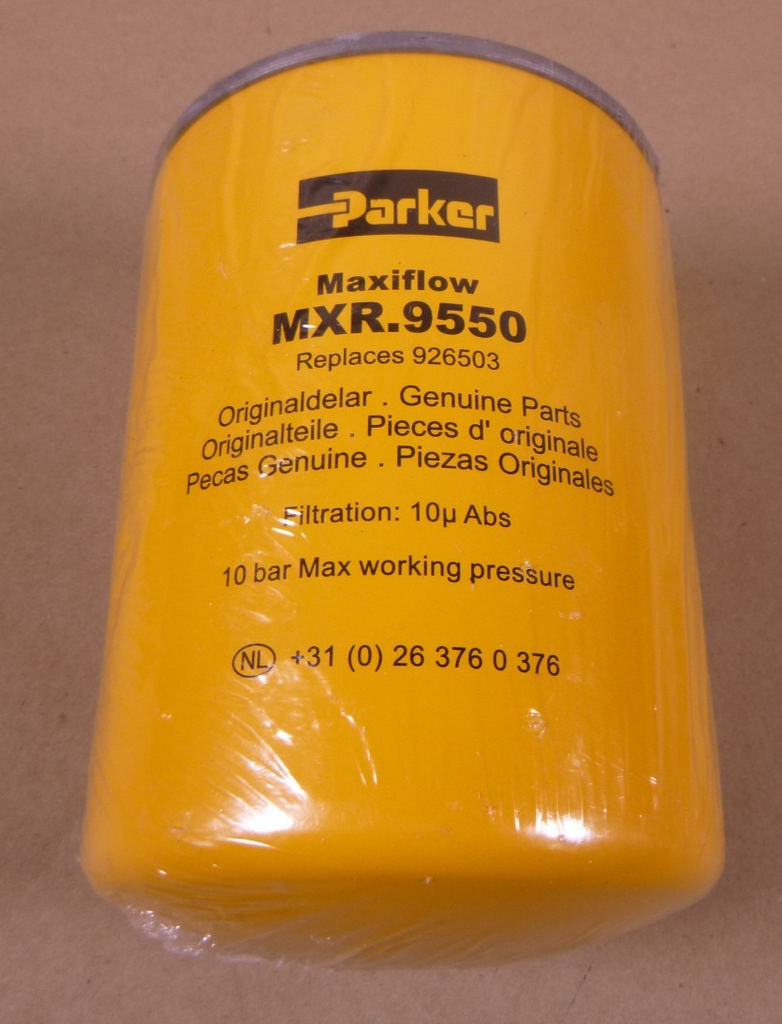 Parker
Maxiflow
MXR.9550
Replaces 926503
Originaldelar . Genuine Parts
Originalteile . Pieces d' originale
Pecas Genuine . Piezas Originales
Filtration: 10µ Abs
10 bar Max working pressure
NL +31 (0) 26 376 0 376